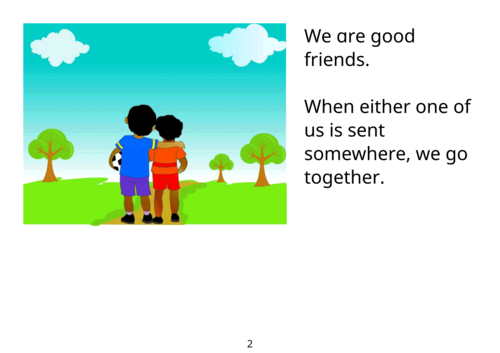 We are good
friends.
When either one of
us is sent
somewhere, we go
together.
2